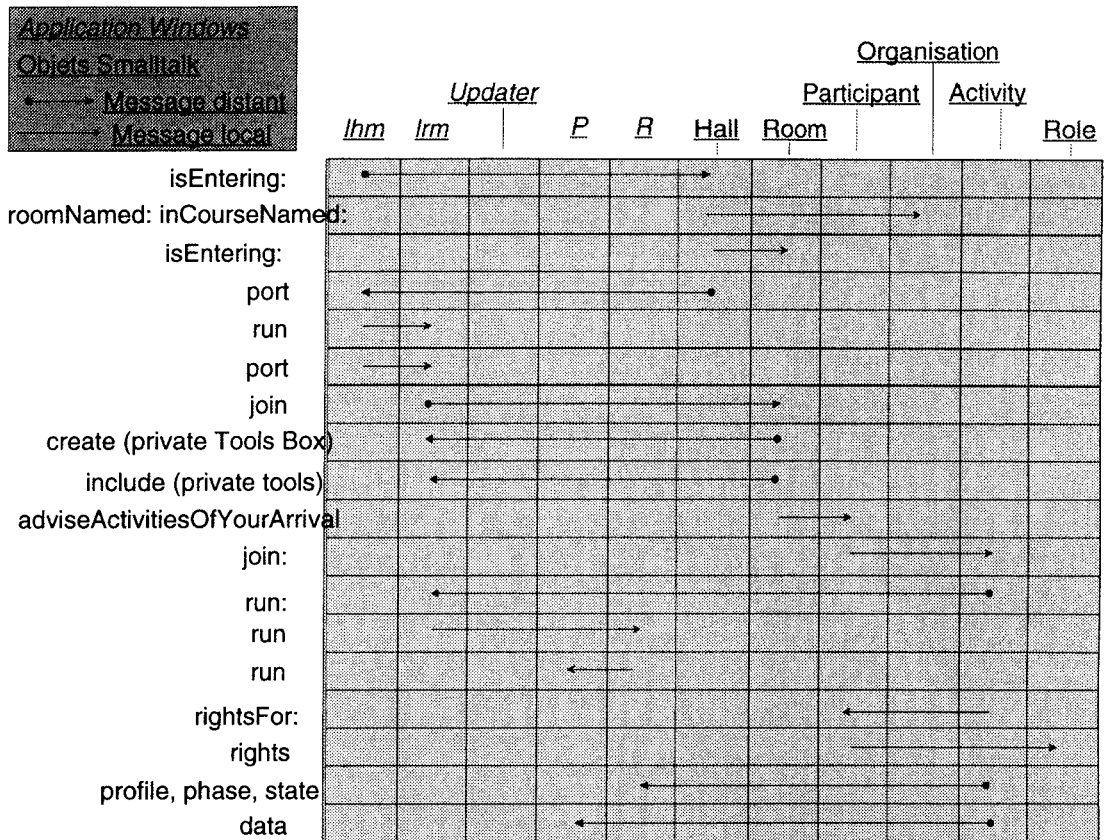 Application Windows
Objets Smalltalk
Message distant
Message local
Organisation
Updater
Participant
Activity
Ihm
Irm
P
R
Hall
Room
Role
isEntering:
roomNamed: inCourseNamed:
isEntering:
port
run
port
join
create (private Tools Box)
include (private tools)
adviseActivitiesOfYourArrival
join:
run:
run
run
rightsFor:
rights
profile, phase, state
data